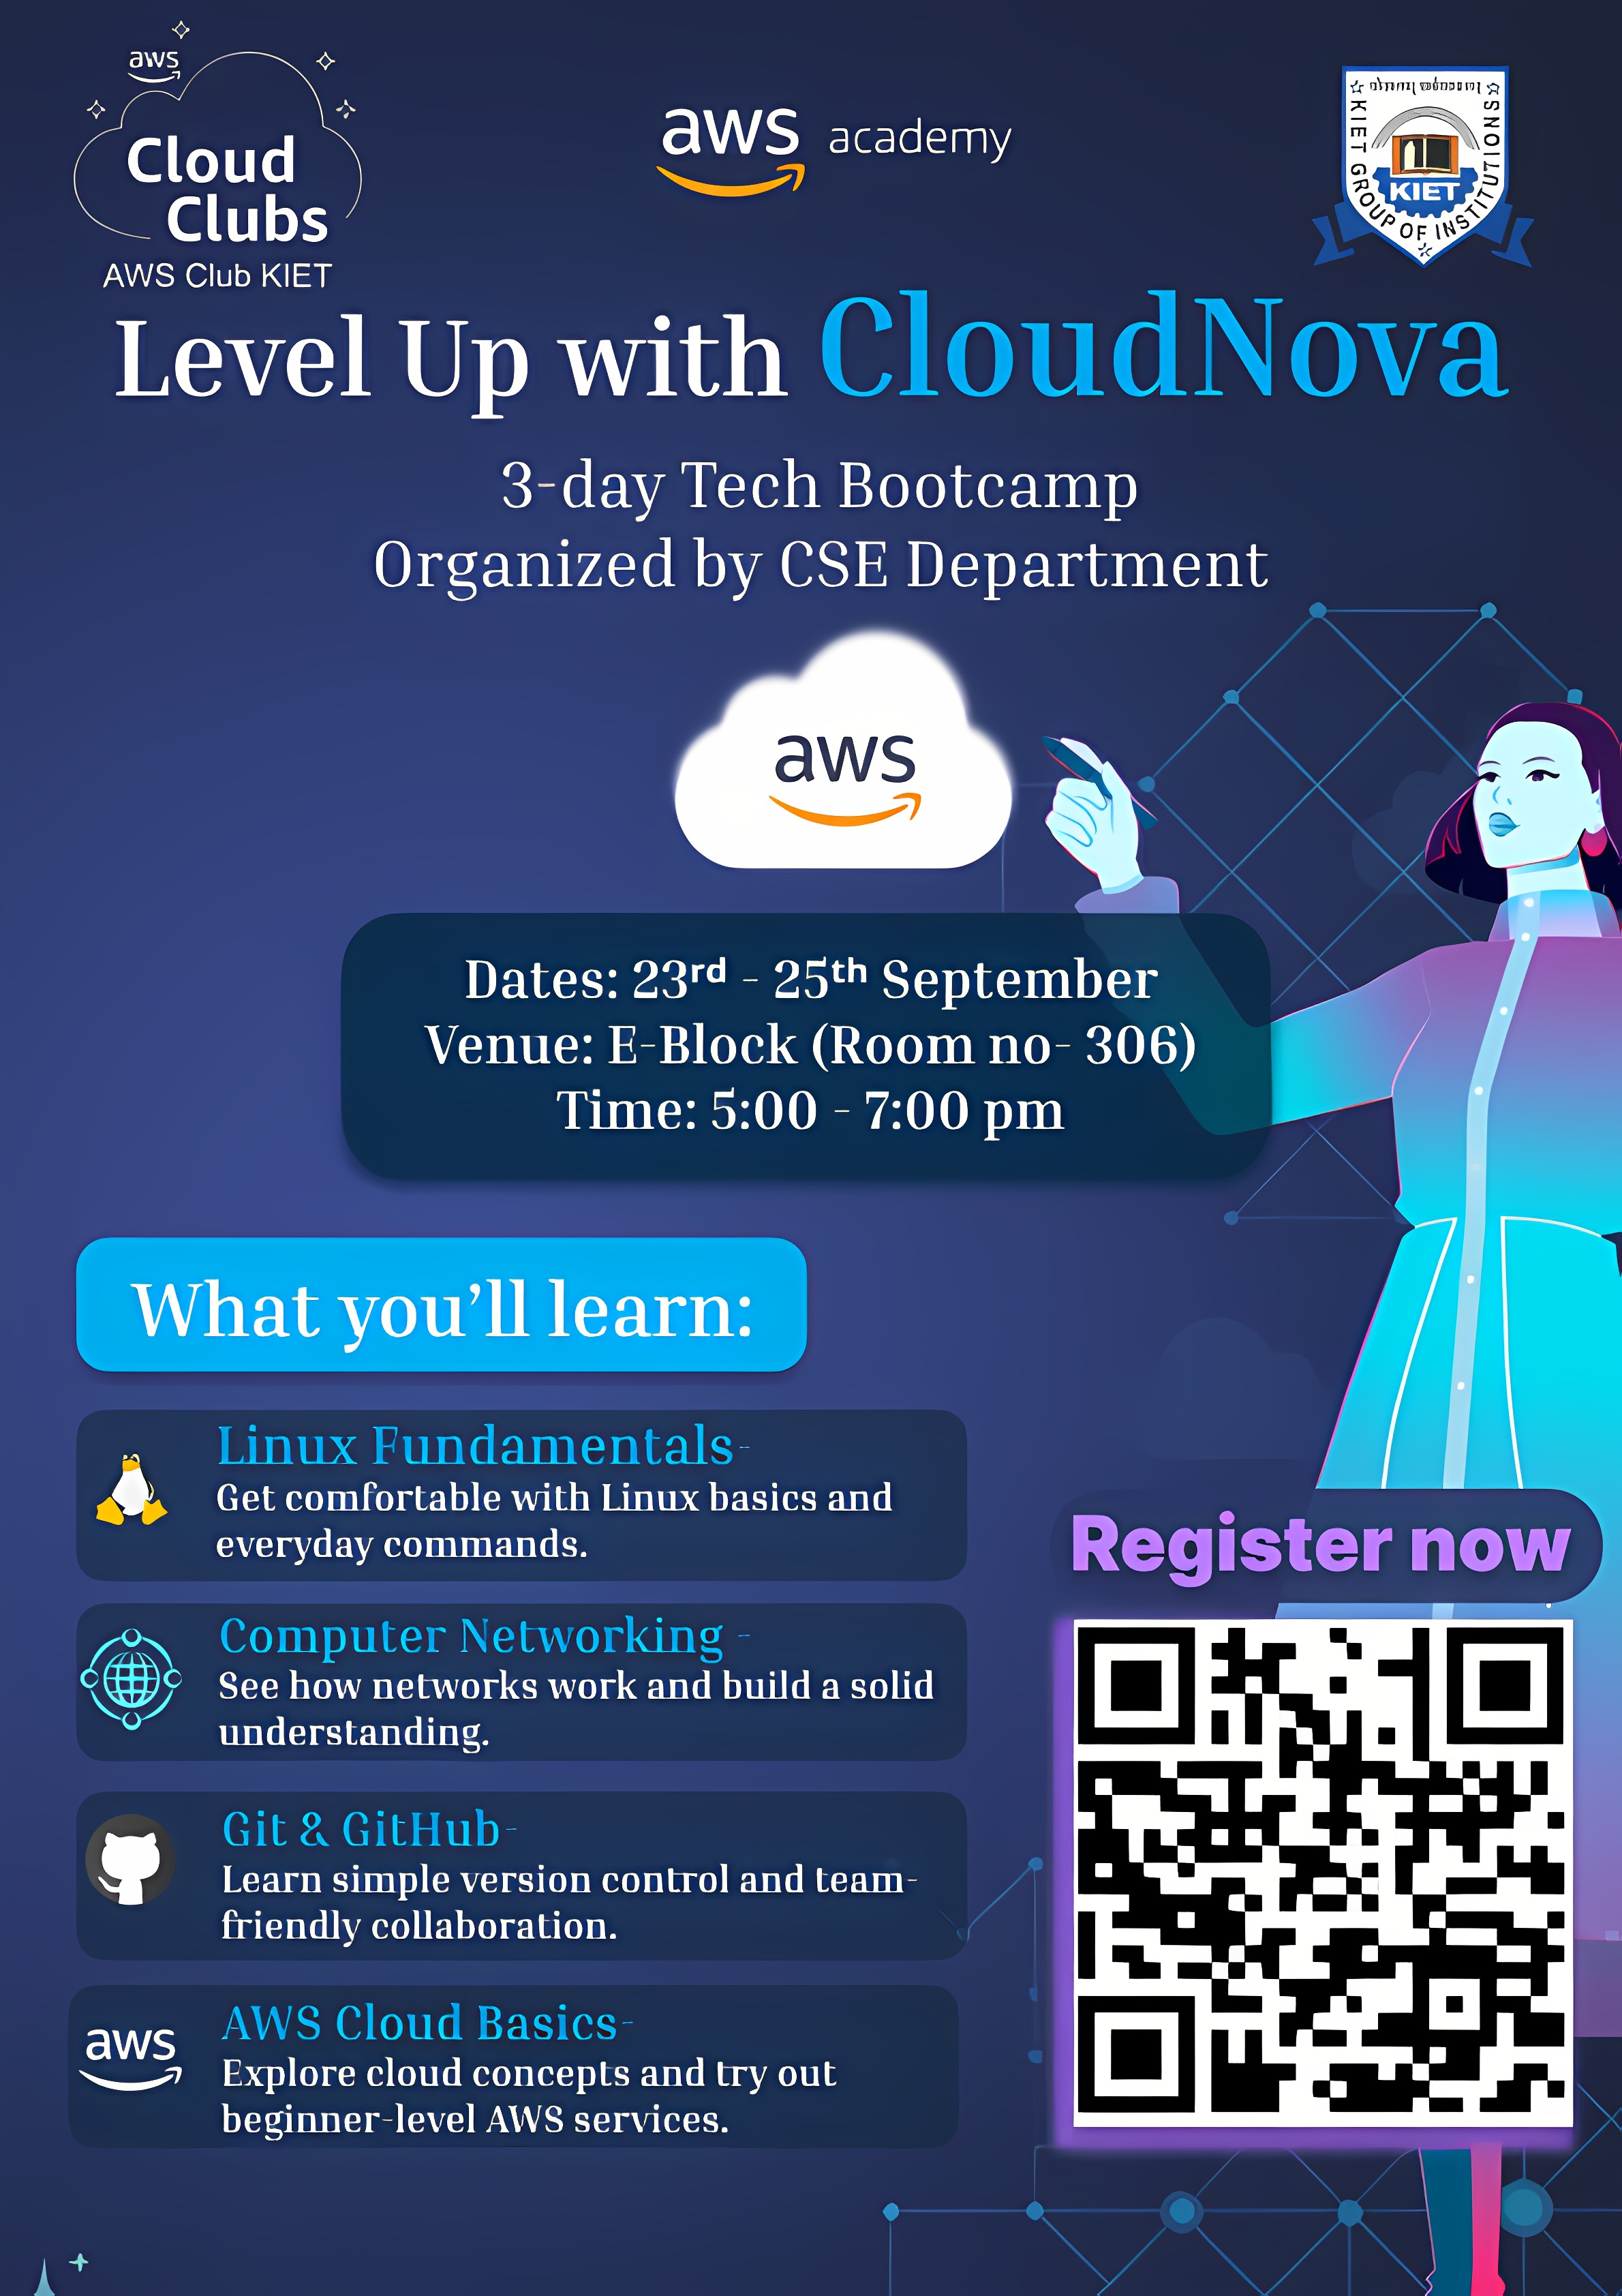 aws
Cloud
Clubs
AWS Club KIET
aws academy
KIET GROUP OF INSTITUTIONS
KIET
Level Up with CloudNova
3-day Tech Bootcamp
Organized by CSE Department
aws
Dates: 23rd - 25th September
Venue: E-Block (Room no- 306)
Time: 5:00 - 7:00 pm
What you'll learn:
Linux Fundamentals-
Get comfortable with Linux basics and
everyday commands.
Computer Networking -
See how networks work and build a solid
understanding.
Git & GitHub-
Learn simple version control and team-
friendly collaboration.
aws
AWS Cloud Basics-
Explore cloud concepts and try out
beginner-level AWS services.
Register now